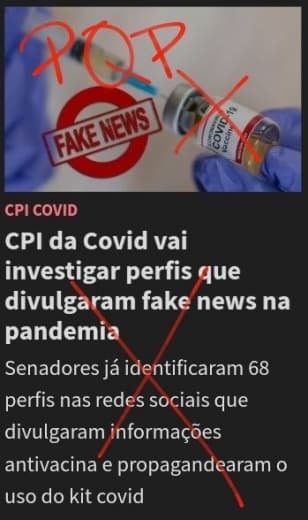 POP
FAKE NEWS
COVID-19
CPI COVID
CPI da Covid vai
investigar perfis que
divulgaram fake news na
pandemia
Senadores já identificaram 68
perfis nas redes sociais que
divulgaram informações
antivacina e propagandearam o
uso do kit covid